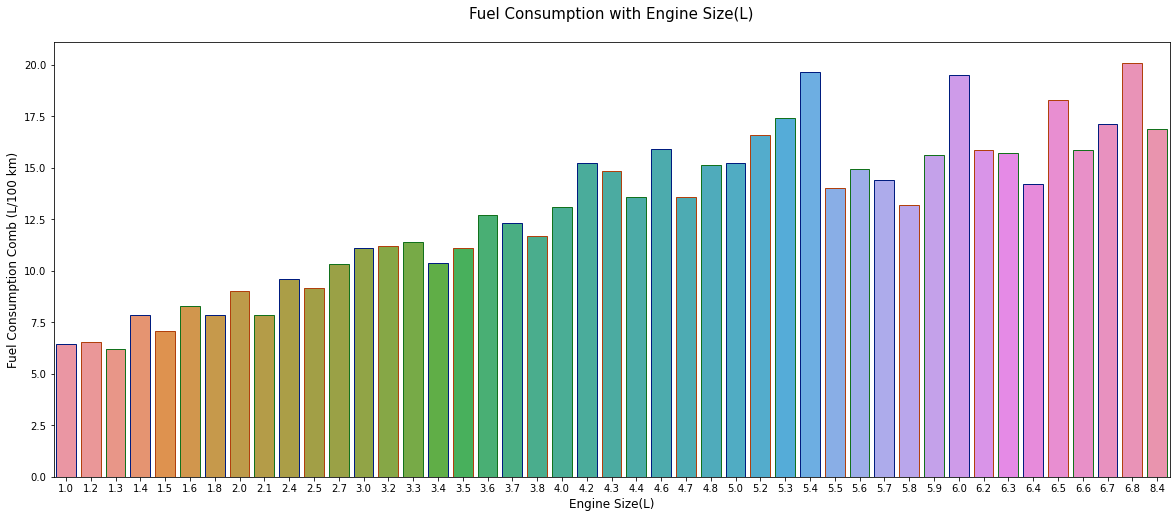 Fuel Consumption with Engine Size(L)
Fuel Consumption Comb (L/100 km)
20.0
17.5
15.0
12.5
10.0
7.5
5.0
2.5
0.0
1.0 1.2 1.3 1.4 1.5 1.6 1.8 2.0 2.1 2.4 2.5 2.7 3.0 3.2 3.3 3.4 3.5 3.6 3.7 3.8 4.0 4.2 4.3 4.4 4.6 4.7 4.8 5.0 5.2 5.3 5.4 5.5 5.6 5.7 5.8 5.9 6.0 6.2 6.3 6.4 6.5 6.6 6.7 6.8 8.4
Engine Size(L)